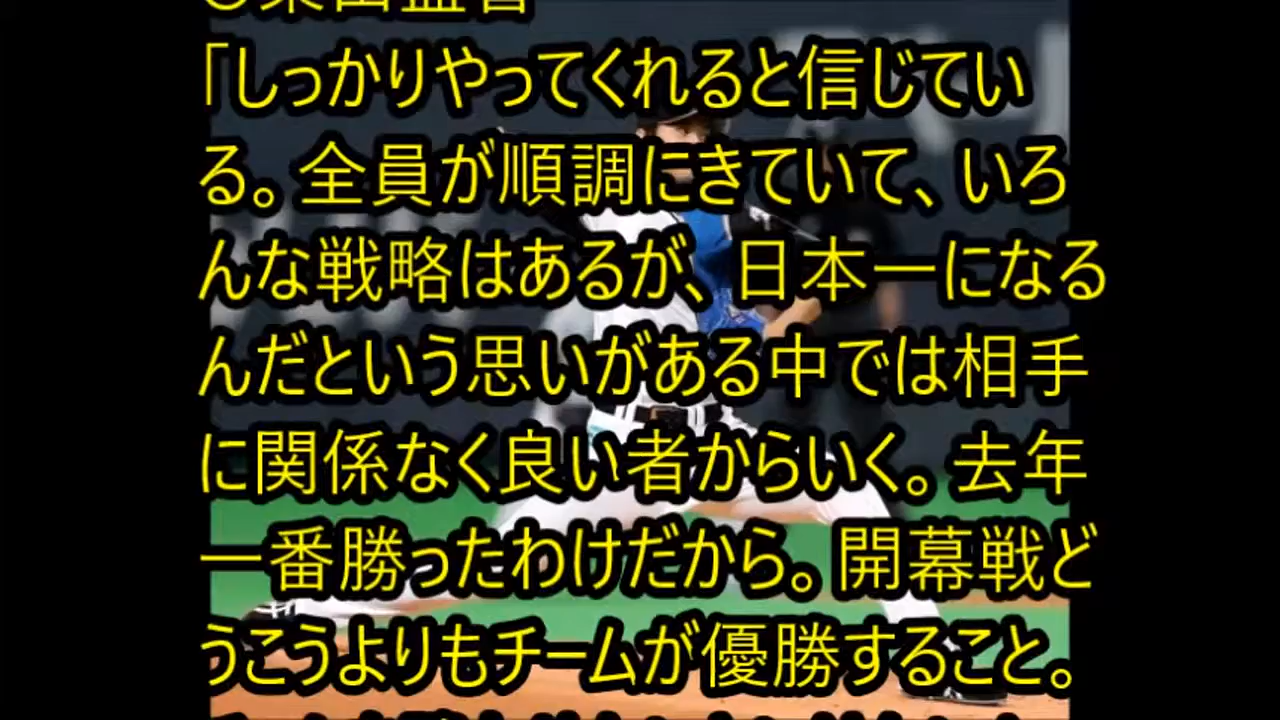 ○栗山監督
「しっかりやってくれると信じてい
る。全員が順調にきていて、いろ
んな戦略はあるが、日本一になる
んだという思いがある中では相手
に関係なく良い者からいく。去年
一番勝ったわけだから。開幕戦ど
うこうよりもチームが優勝すること。